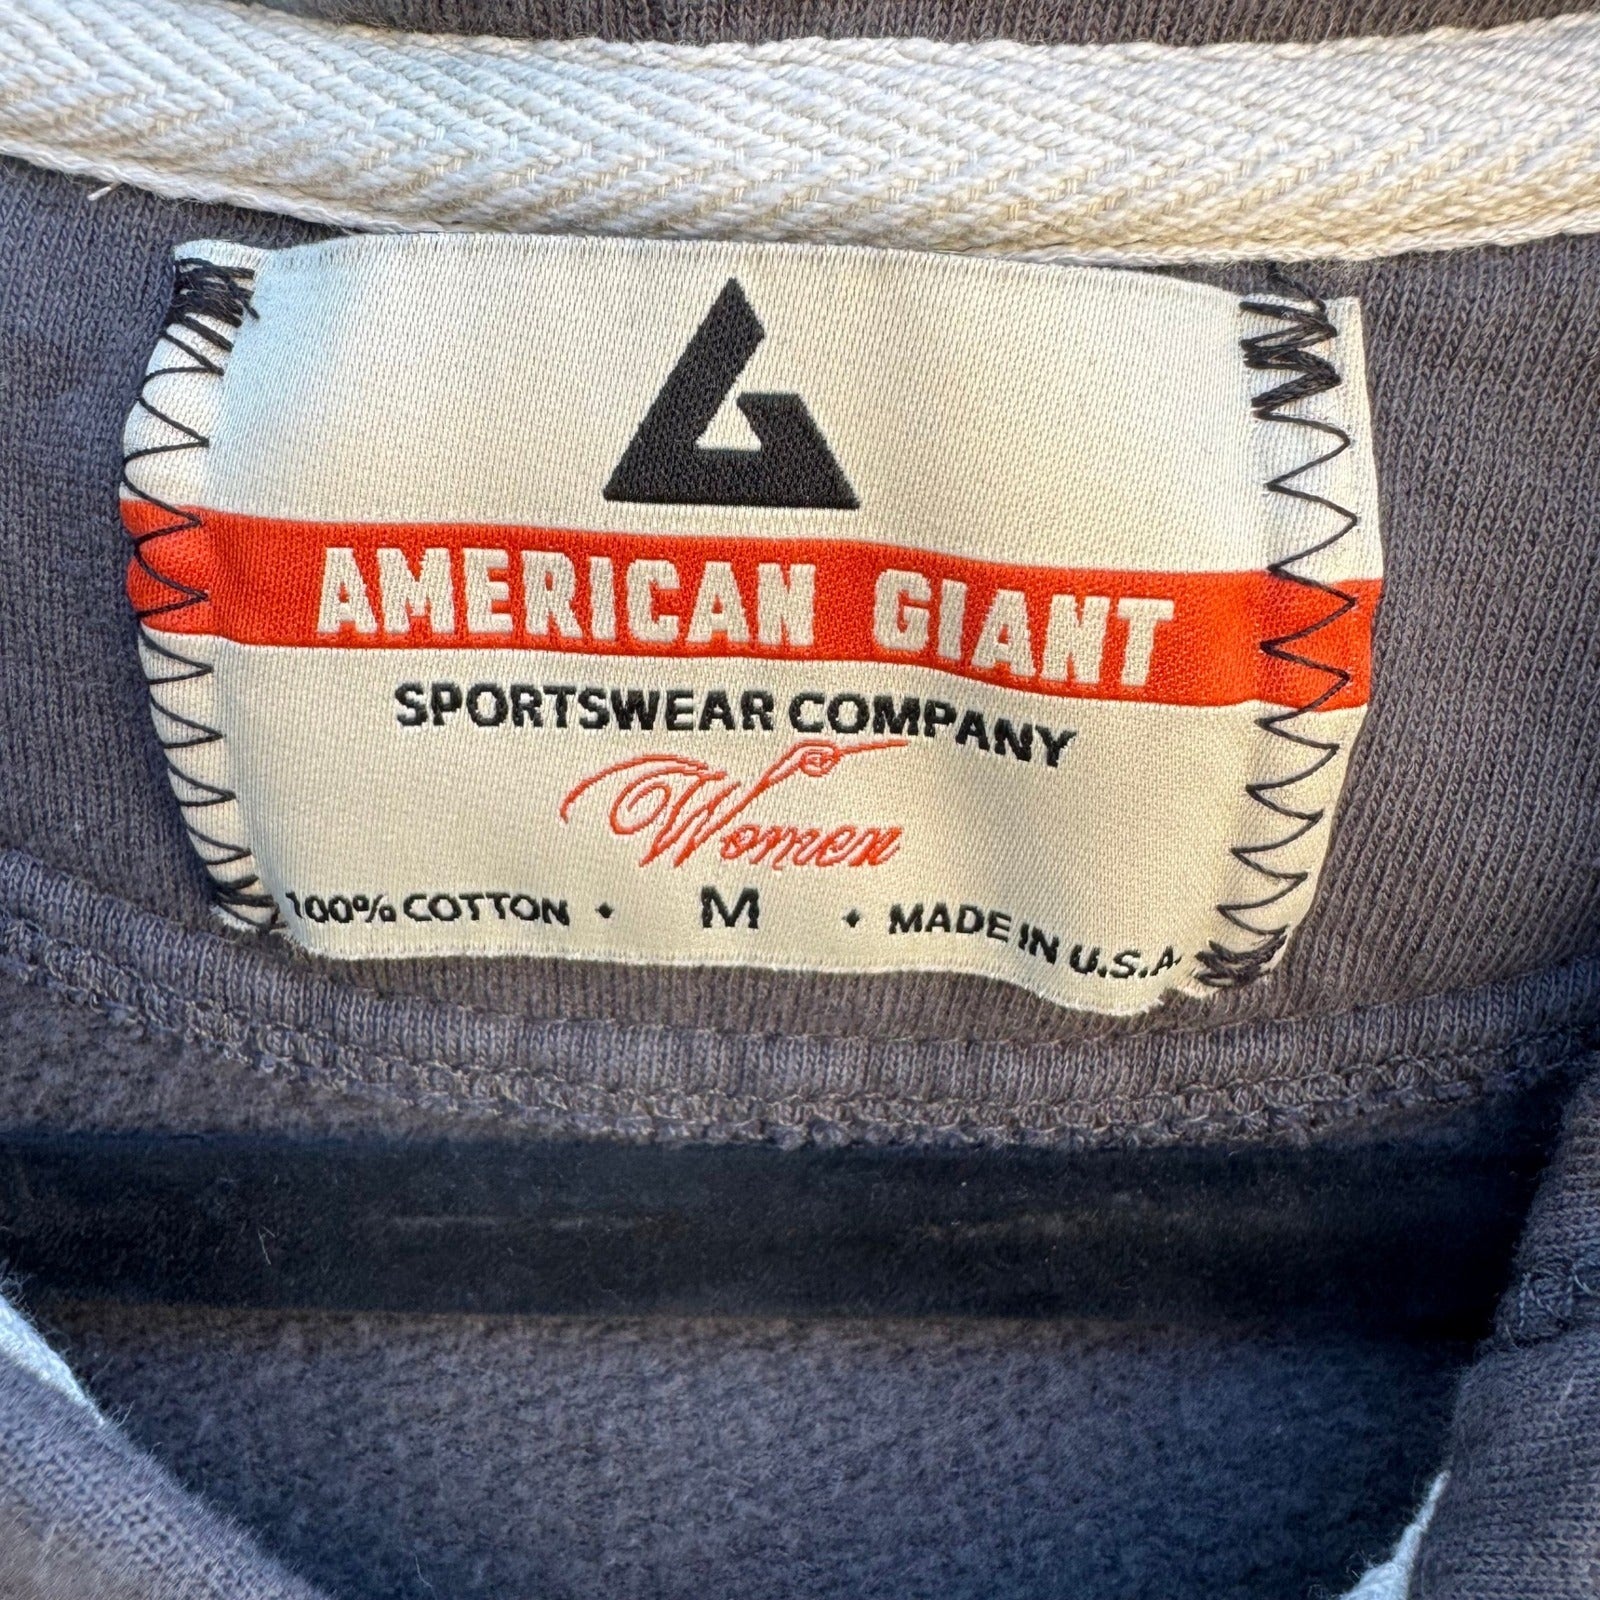 AMERICAN GIANT
SPORTSWEAR COMPANY
Women
100% COTTON • M • MADE IN U.S.A.